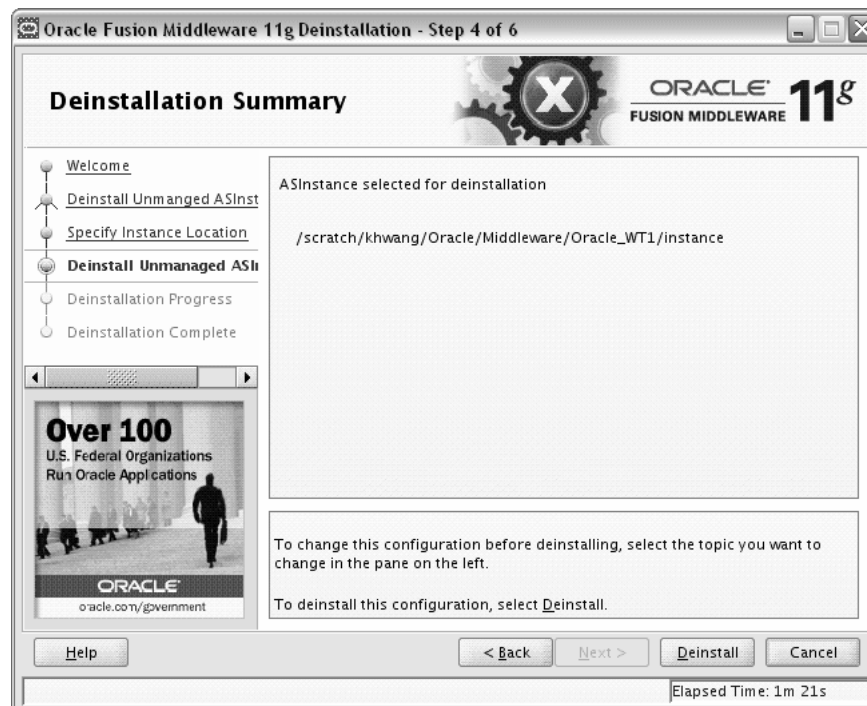 Oracle Fusion Middleware 11g Deinstallation - Step 4 of 6
Deinstallation Summary
ORACLE
FUSION MIDDLEWARE 11g
Welcome
Deinstall Unmanged ASInst
Specify Instance Location
Deinstall Unmanaged ASI
Deinstallation Progress
Deinstallation Complete
ASInstance selected for deinstallation
/scratch/khwang/Oracle/Middleware/Oracle_WT1/instance
Over 100
U.S. Federal Organizations
Run Oracle Applications
ORACLE
oracle.com/government
To change this configuration before deinstalling, select the topic you want to
change in the pane on the left.
To deinstall this configuration, select Deinstall.
Help
< Back
Next >
Deinstall
Cancel
Elapsed Time: 1m 21s